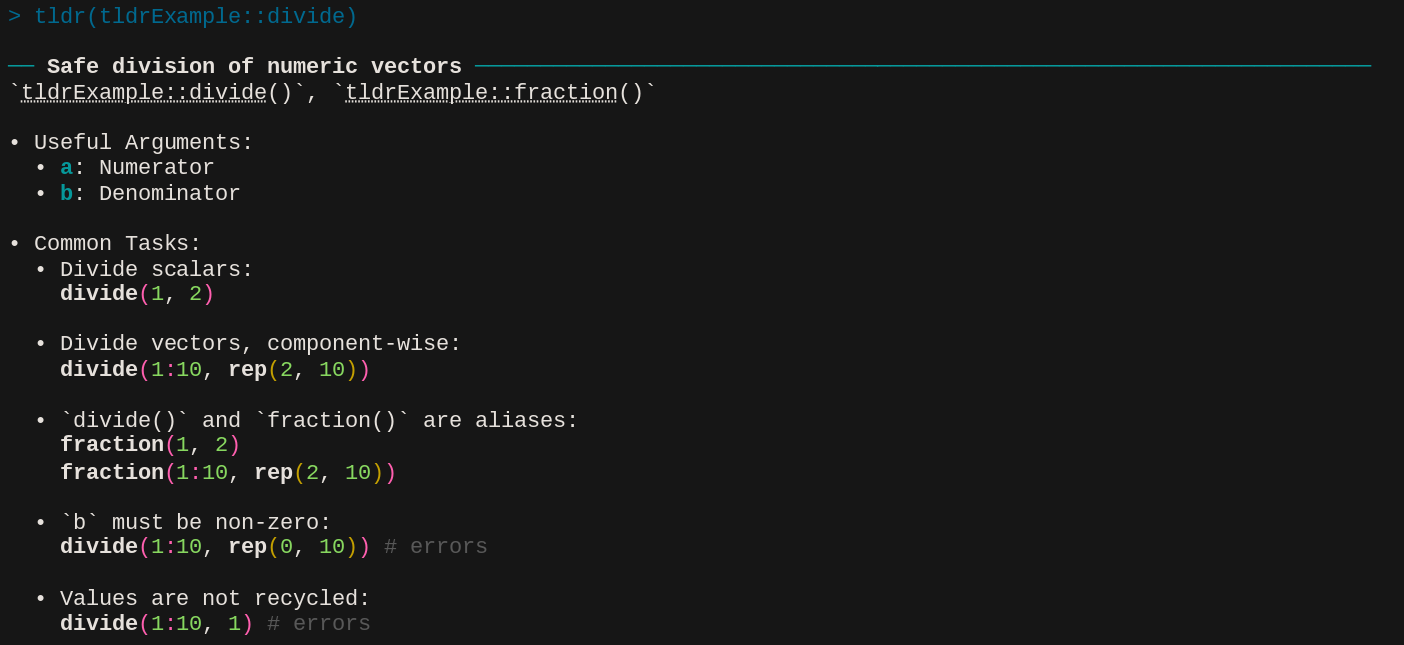 > tldr(tldrExample::divide)
── Safe division of numeric vectors ──────────────────────────────
`tldrExample::divide()`, `tldrExample::fraction()`
• Useful Arguments:
• a: Numerator
• b: Denominator
• Common Tasks:
• Divide scalars:
divide(1, 2)
• Divide vectors, component-wise:
divide(1:10, rep(2, 10))
• `divide()` and `fraction()` are aliases:
fraction(1, 2)
fraction(1:10, rep(2, 10))
• `b` must be non-zero:
divide(1:10, rep(0, 10)) # errors
• Values are not recycled:
divide(1:10, 1) # errors